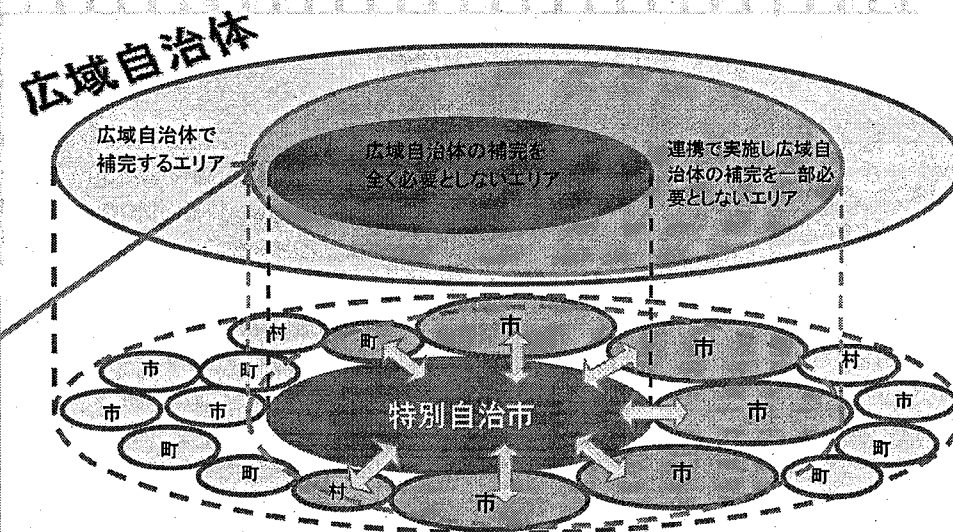 広域自治体
広域自治体で
補完するエリア
広域自治体の補完を
全く必要としないエリア
連携で実施し広域自
治体の補完を一部必
要としないエリア
村
町
市
市
村
市
町
市
市
市
市
特別自治市
市
町
町
町
町
村
市
市